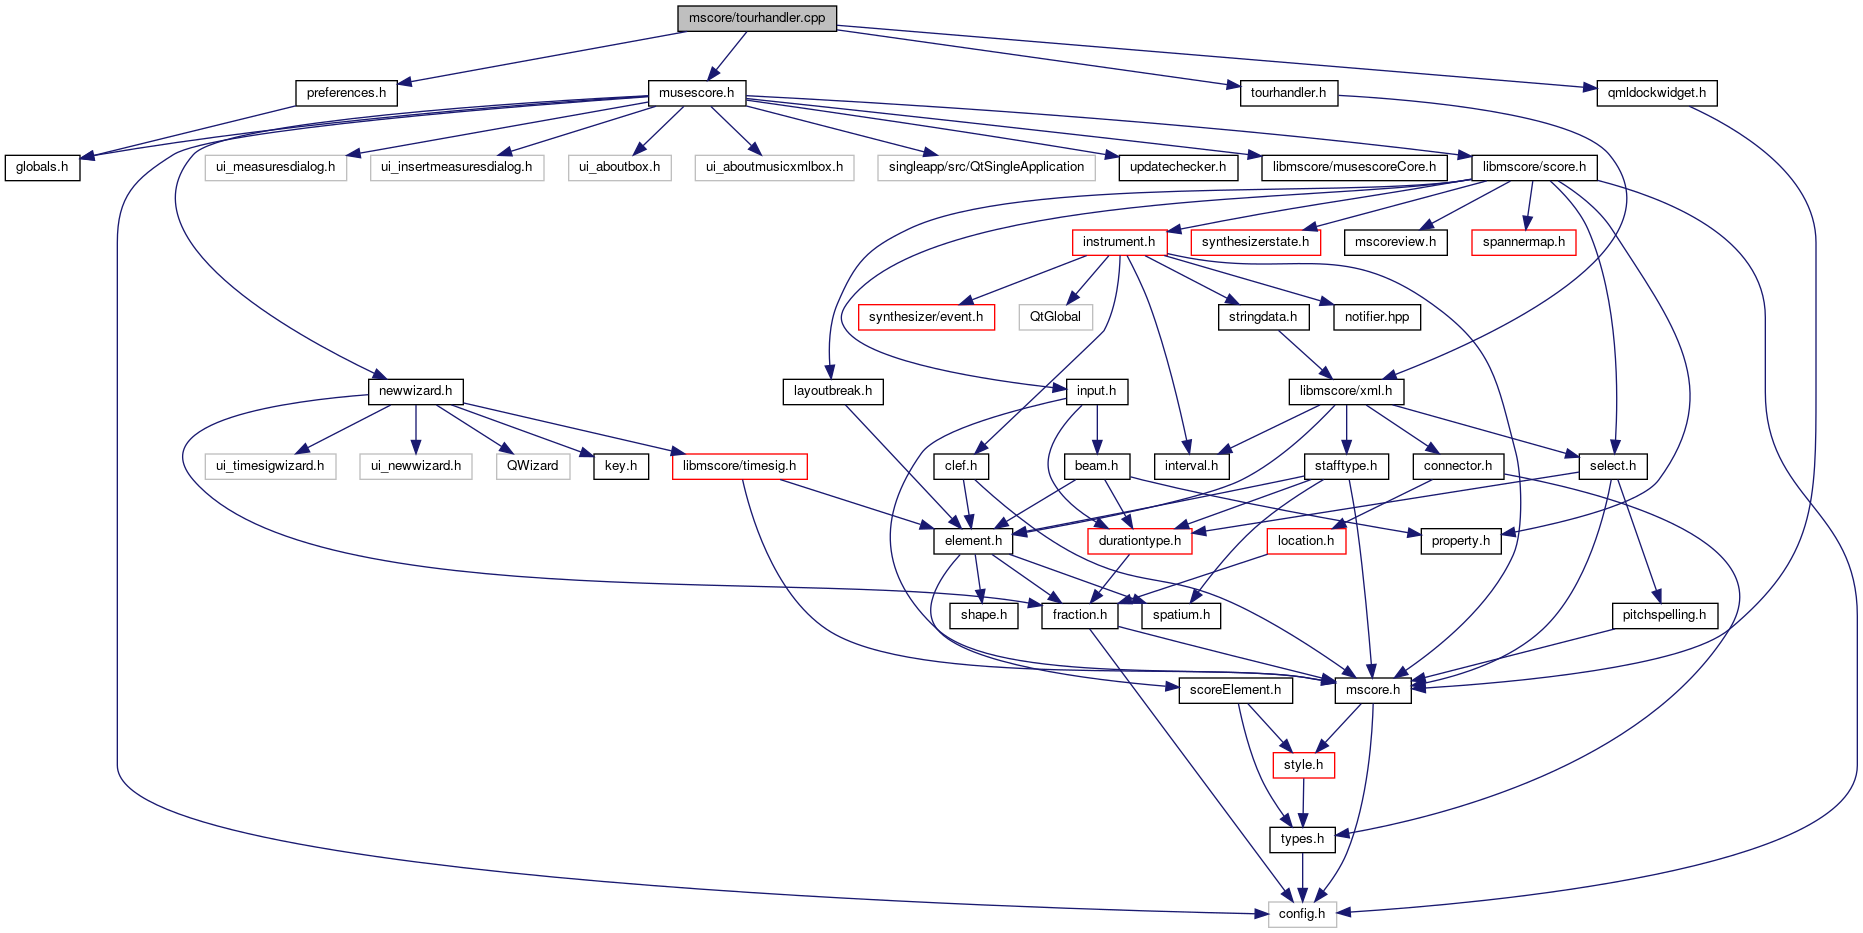 mscore/tourhandler.cpp
preferences.h
musescore.h
tourhandler.h
qmldockwidget.h
globals.h
ui_measuresdialog.h
ui_insertmeasuresdialog.h
ui_aboutbox.h
ui_aboutmusicxmlbox.h
singleapp/src/QtSingleApplication
updatechecker.h
libmscore/musescoreCore.h
libmscore/score.h
instrument.h
synthesizerstate.h
mscoreview.h
spannermap.h
synthesizer/event.h
QtGlobal
stringdata.h
notifier.hpp
newwizard.h
layoutbreak.h
input.h
libmscore/xml.h
ui_timesigwizard.h
ui_newwizard.h
QWizard
key.h
libmscore/timesig.h
clef.h
beam.h
interval.h
stafftype.h
connector.h
select.h
element.h
durationtype.h
location.h
property.h
shape.h
fraction.h
spatium.h
pitchspelling.h
scoreElement.h
mscore.h
style.h
types.h
config.h